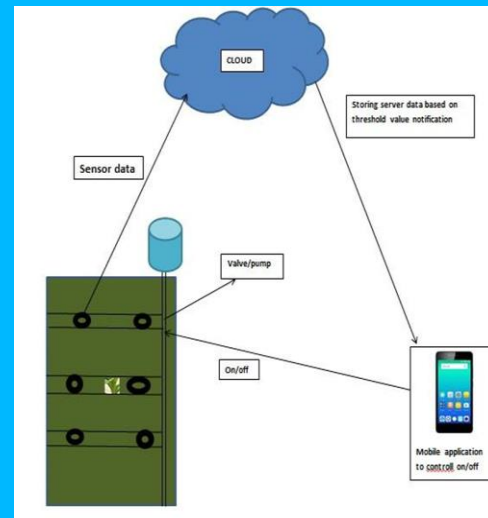 CLOUD
Storing server data based on
threshold value notification
Sensor data
Valve/pump
On/off
Mobile application
to controll on/off